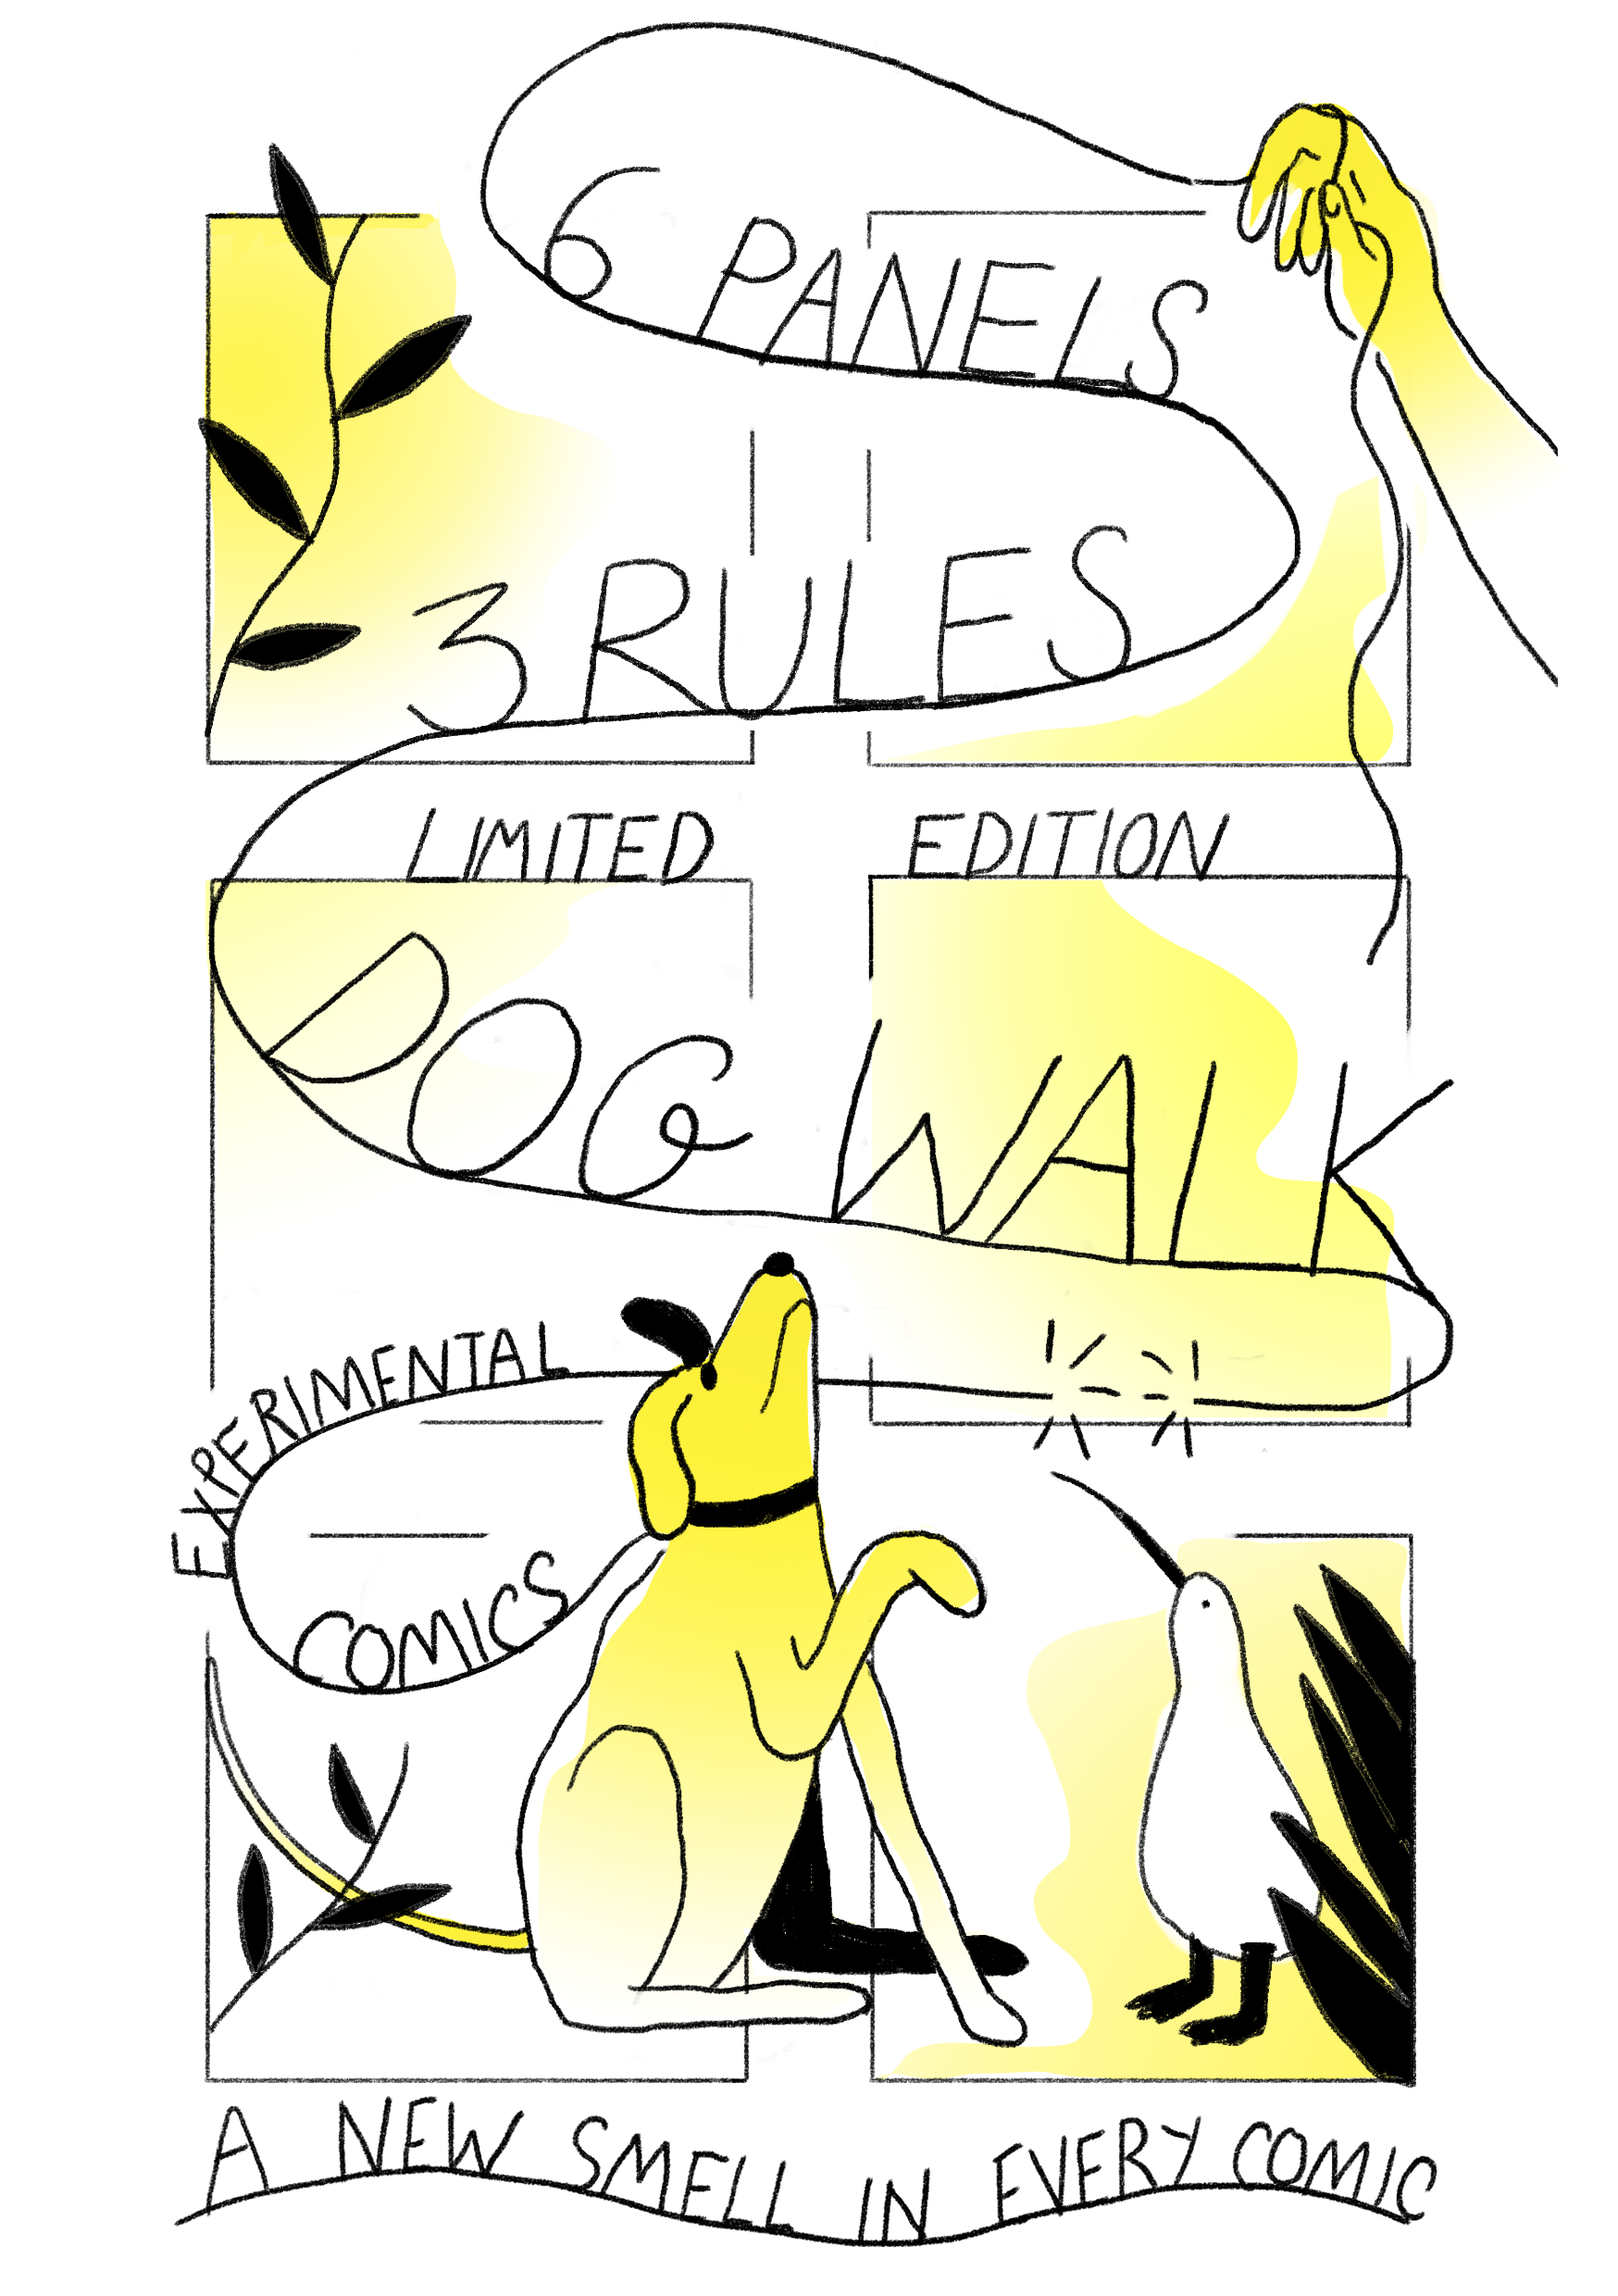 6 PANELS
3 RULES
LIMITED EDITION
DOG WALK
EXPERIMENTAL
COMICS
A NEW SMELL IN EVERY COMIC